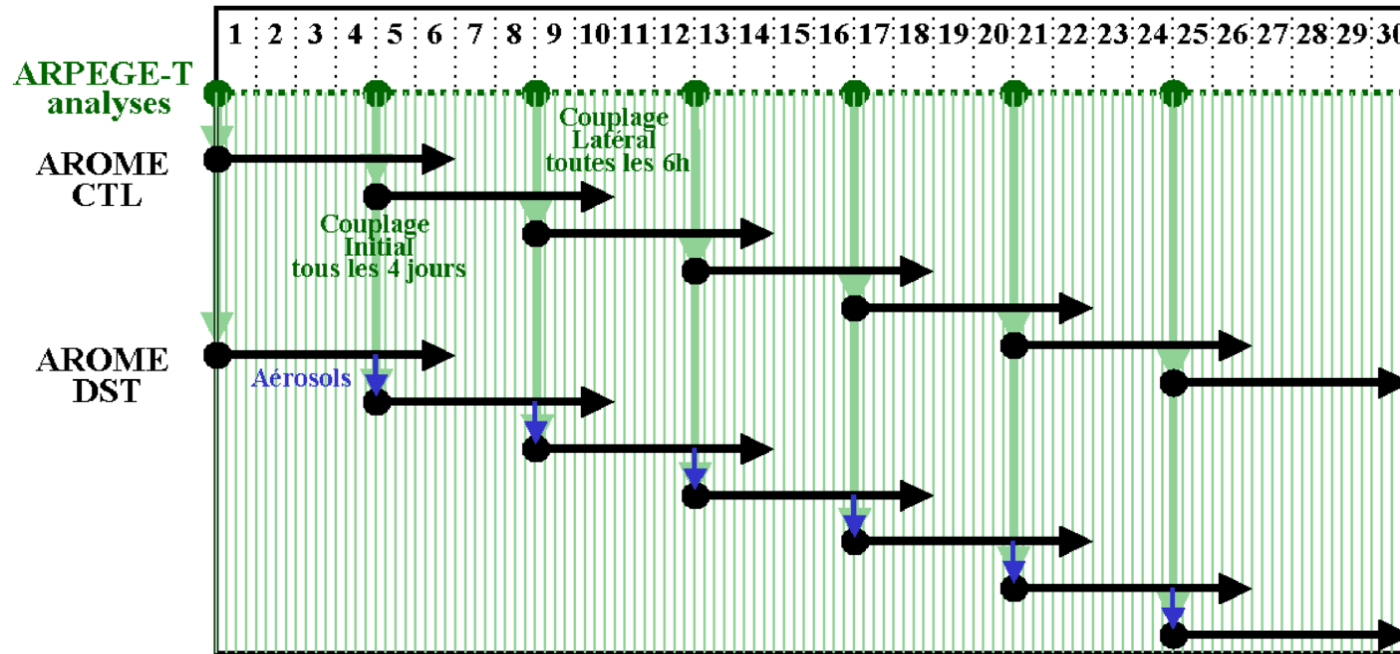 1 2 3 4 5 6 7 8 9 10 11 12 13 14 15 16 17 18 19 20 21 22 23 24 25 26 27 28 29 30
ARPEGE-T
analyses
Couplage
Latéral
toutes les 6h
AROME
CTL
Couplage
Initial
tous les 4 jours
AROME
DST
Aérosols